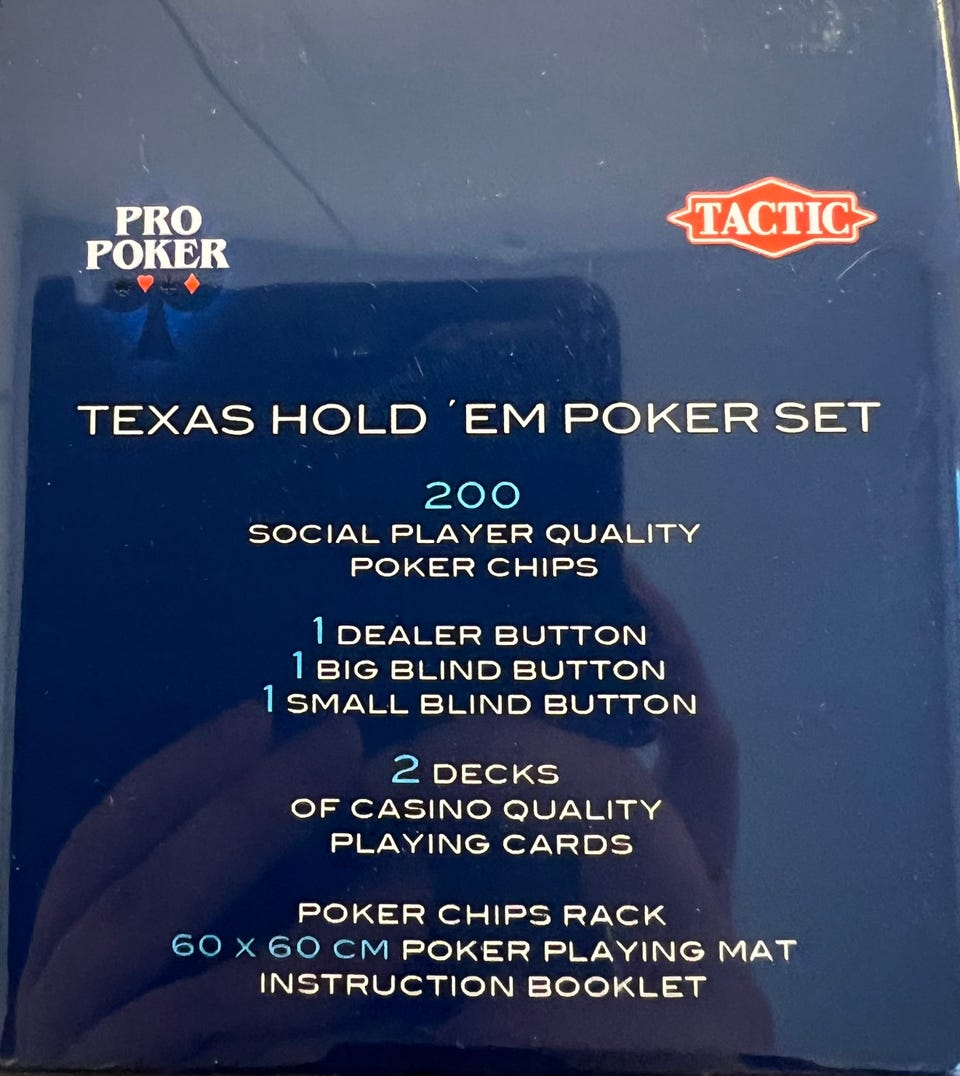 PRO
POKER
TACTIC
TEXAS HOLD ´EM POKER SET
200
SOCIAL PLAYER QUALITY
POKER CHIPS
1 DEALER BUTTON
1 BIG BLIND BUTTON
1 SMALL BLIND BUTTON
2 DECKS
OF CASINO QUALITY
PLAYING CARDS
POKER CHIPS RACK
60 X 60 CM POKER PLAYING MAT
INSTRUCTION BOOKLET